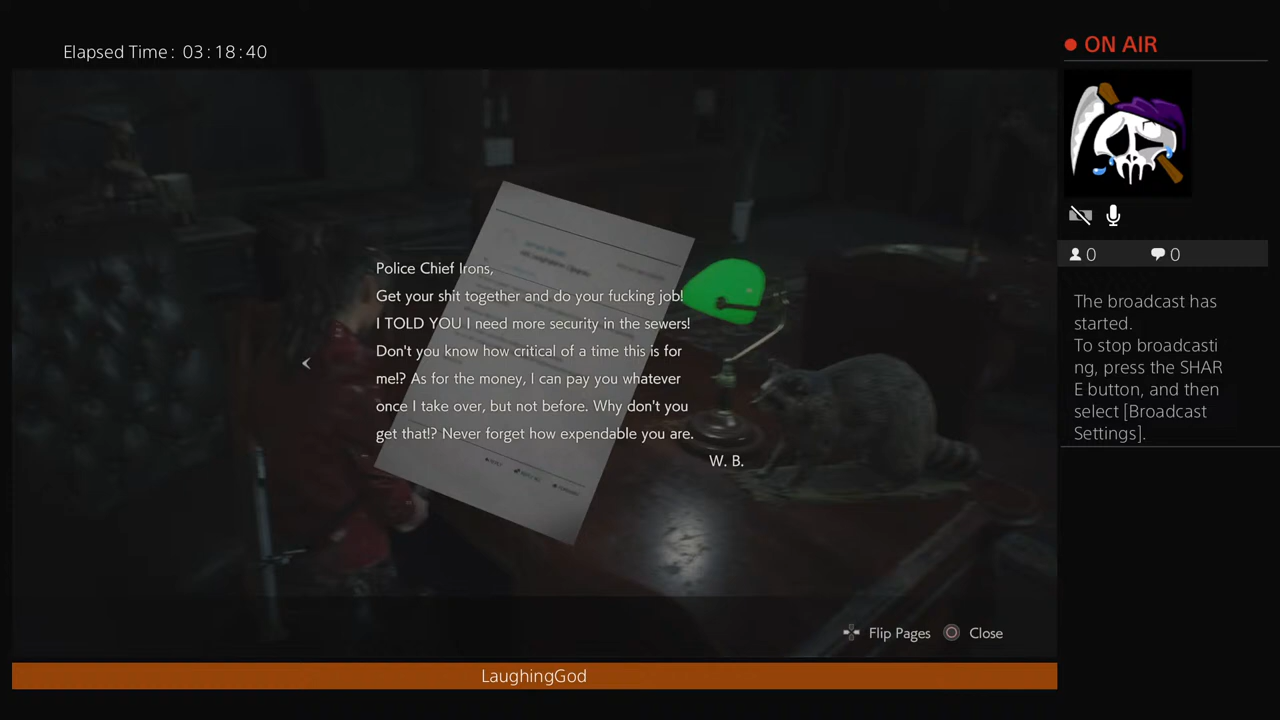 Elapsed Time: 03:18:40
ON AIR
0
0
The broadcast has
started.
To stop broadcasti
ng, press the SHAR
E button, and then
select [Broadcast
Settings].
Police Chief Irons,
Get your shit together and do your fucking job!
I TOLD YOU I need more security in the sewers!
Don't you know how critical of a time this is for
me!? As for the money, I can pay you whatever
once I take over, but not before. Why don't you
get that!? Never forget how expendable you are.
W. B.
Flip Pages
Close
LaughingGod